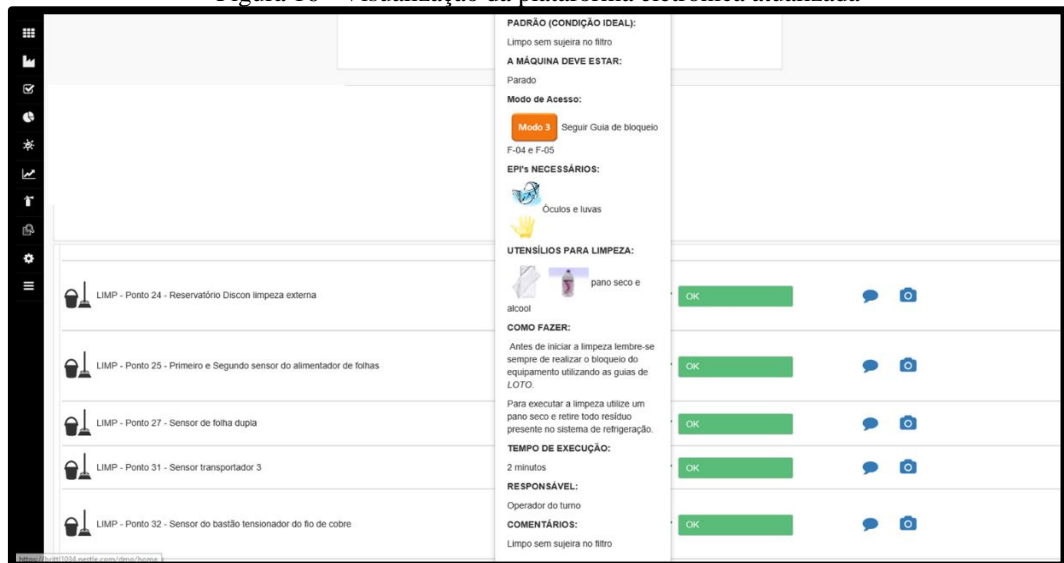 Figura 16 - Visualização da plataforma eletrônica atualizada
PADRÃO (CONDIÇÃO IDEAL):
Limpo sem sujeira no filtro
A MÁQUINA DEVE ESTAR:
Parado
Modo de Acesso:
Modo 3 Seguir Guia de bloqueio
F-04 e F-05
EPI's NECESSÁRIOS:
Óculos e luvas
UTENSÍLIOS PARA LIMPEZA:
pano seco e
alcool
COMO FAZER:
Antes de iniciar a limpeza lembre-se
sempre de realizar o bloqueio do
equipamento utilizando as guias de
LOTO.
Para executar a limpeza utilize um
pano seco e retire todo resíduo
presente no sistema de refrigeração.
TEMPO DE EXECUÇÃO:
2 minutos
RESPONSÁVEL:
Operador do turno
COMENTÁRIOS:
Limpo sem sujeira no filtro
LIMP - Ponto 24 - Reservatório Discon limpeza externa
OK
LIMP - Ponto 25 - Primeiro e Segundo sensor do alimentador de folhas
OK
LIMP - Ponto 27 - Sensor de folha dupla
OK
LIMP - Ponto 31 - Sensor transportador 3
OK
LIMP - Ponto 32 - Sensor do bastão tensionador do fio de cobre
OK